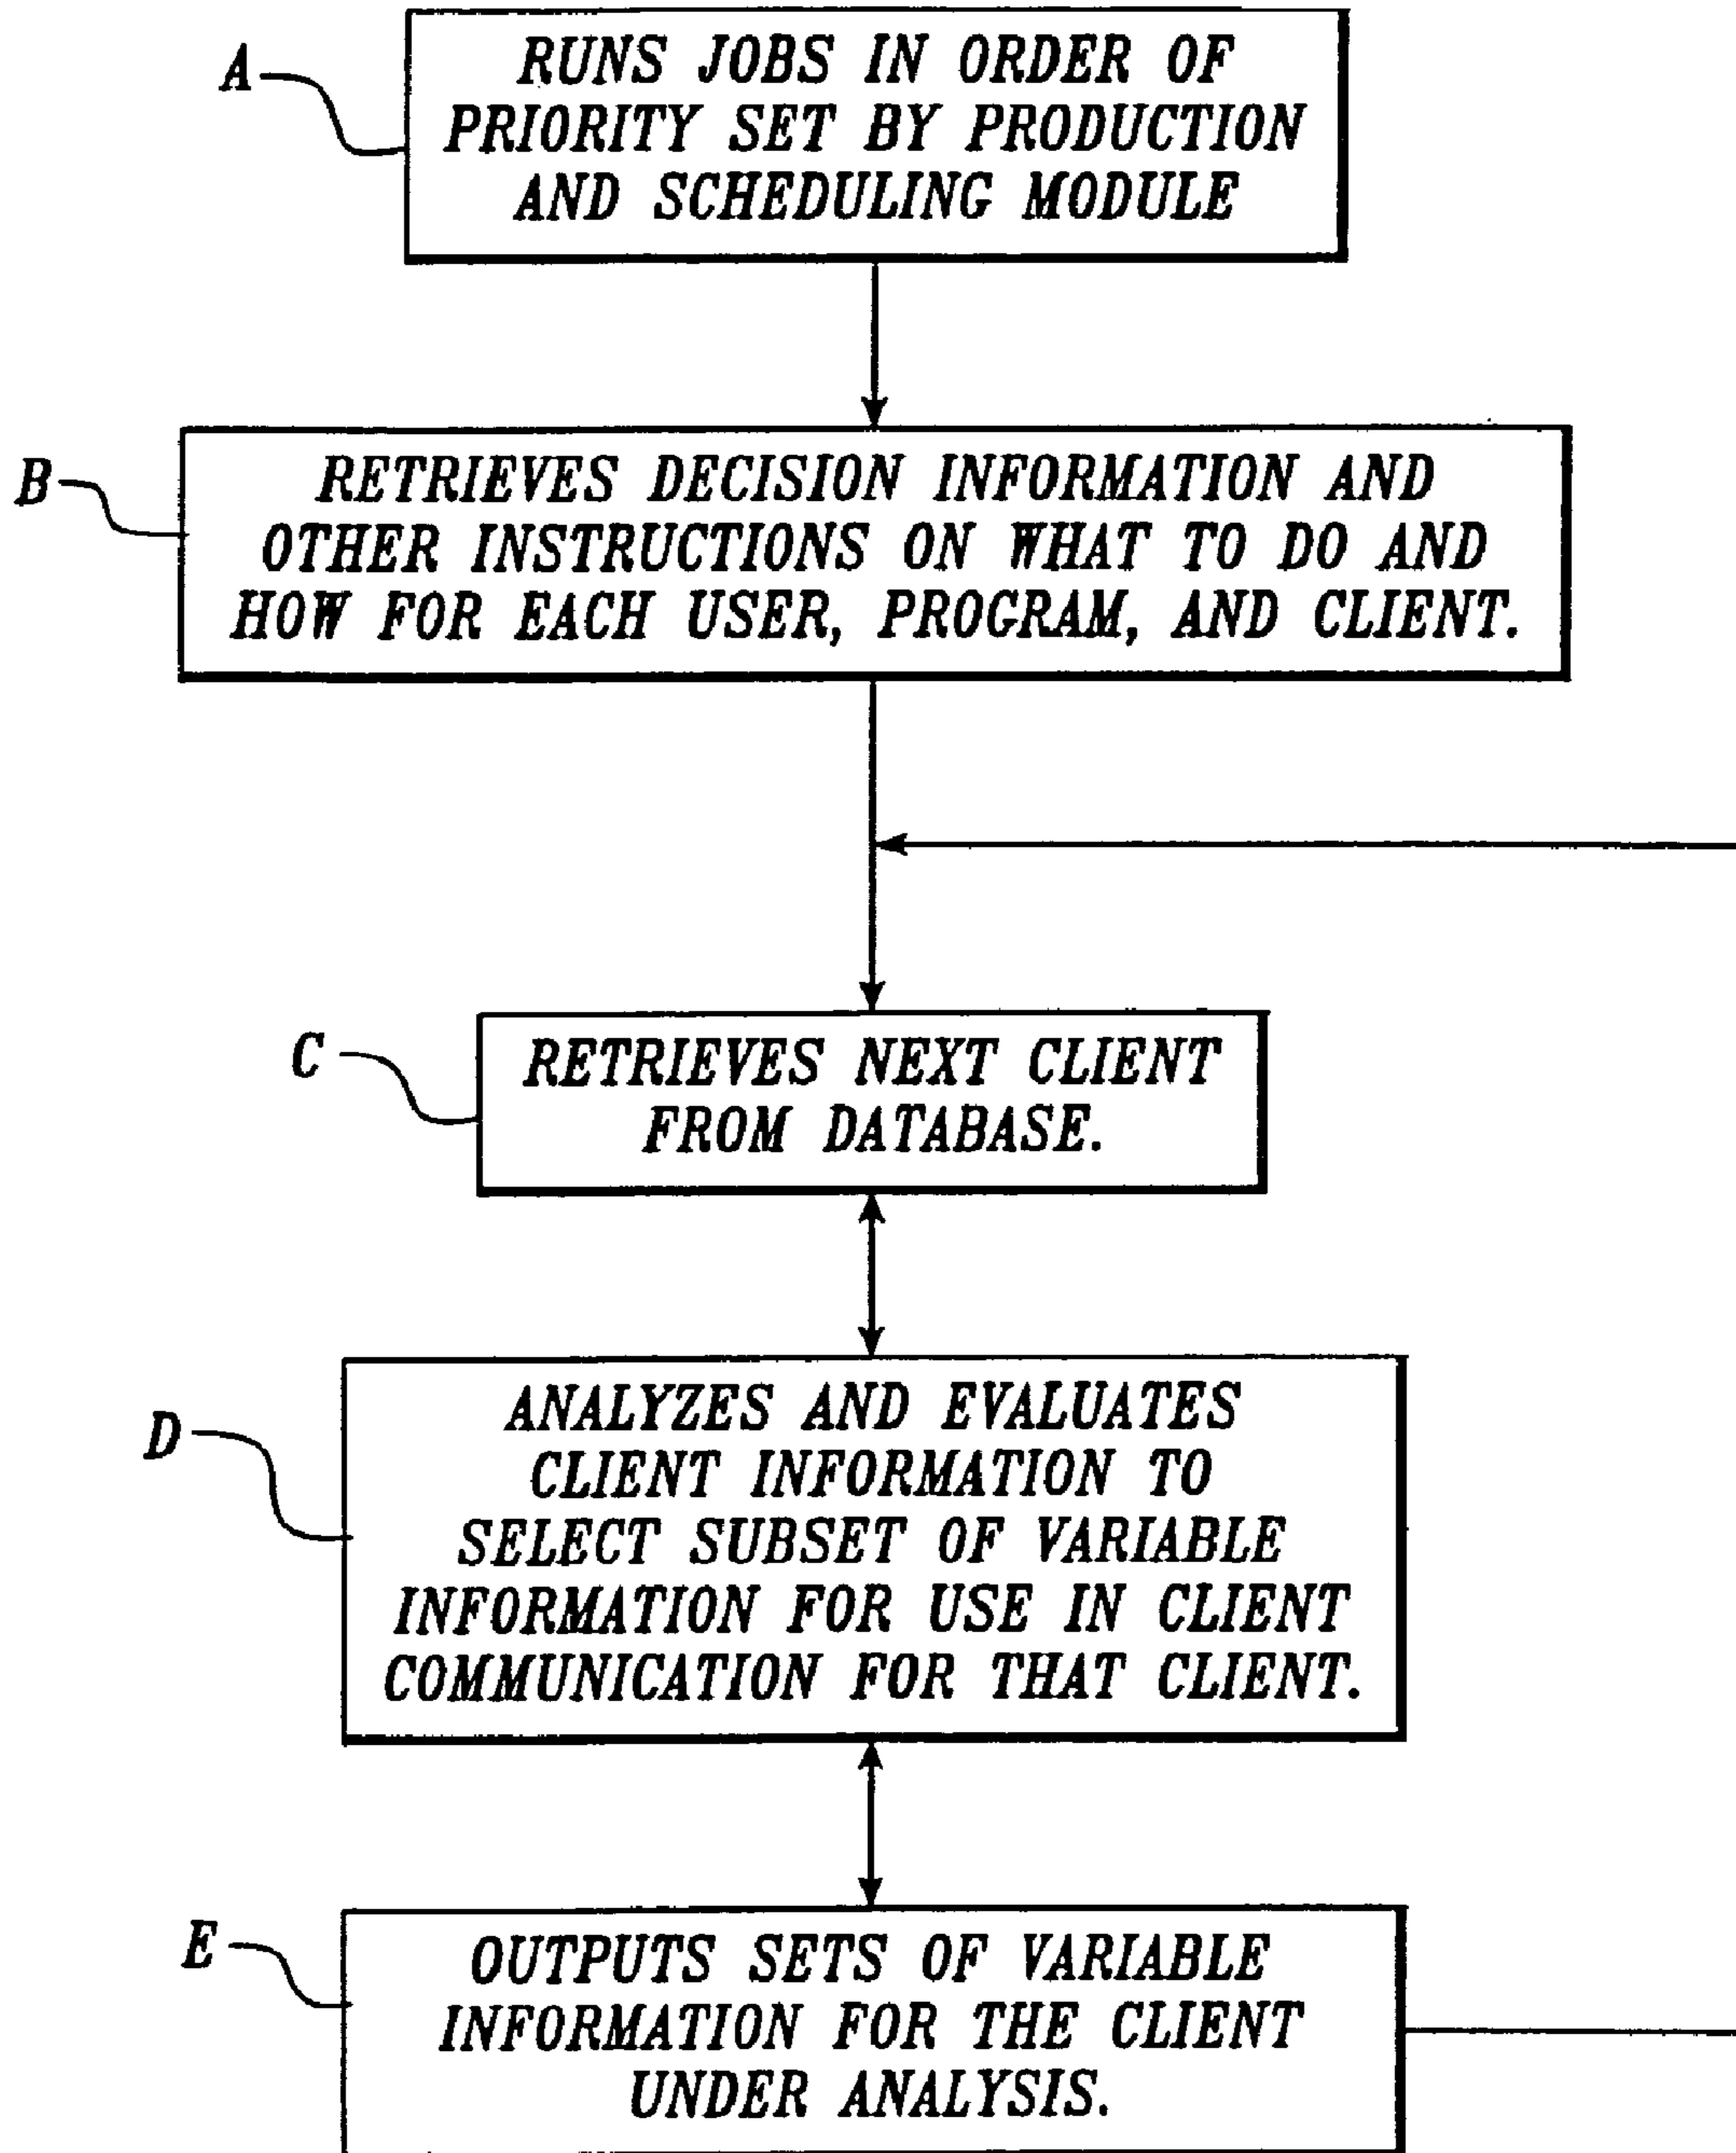 A
RUNS JOBS IN ORDER OF
PRIORITY SET BY PRODUCTION
AND SCHEDULING MODULE
B
RETRIEVES DECISION INFORMATION AND
OTHER INSTRUCTIONS ON WHAT TO DO AND
HOW FOR EACH USER, PROGRAM, AND CLIENT.
C
RETRIEVES NEXT CLIENT
FROM DATABASE.
D
ANALYZES AND EVALUATES
CLIENT INFORMATION TO
SELECT SUBSET OF VARIABLE
INFORMATION FOR USE IN CLIENT
COMMUNICATION FOR THAT CLIENT.
E
OUTPUTS SETS OF VARIABLE
INFORMATION FOR THE CLIENT
UNDER ANALYSIS.